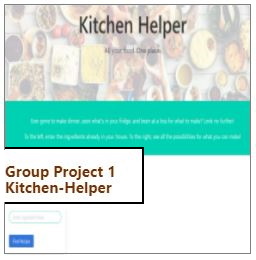 Kitchen Helper
All your food. One place.
Ever gone to make dinner, seen what's in your fridge, and been at a loss for what to make? Look no further!
To the left, enter the ingredients already in your house. To the right, see all the possibilities for what you can make!
Group Project 1
Kitchen-Helper
Find Recipes